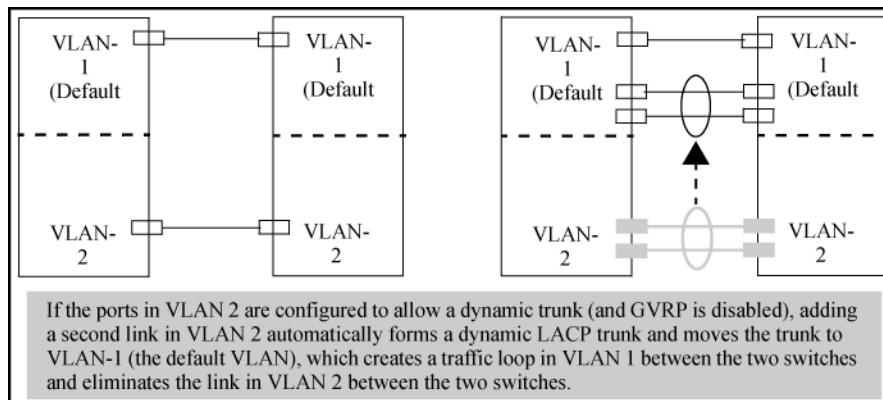 VLAN-
1
(Default
VLAN-
1
(Default
VLAN-
1
(Default
VLAN-
1
(Default
VLAN-
2
VLAN-
2
VLAN-
2
VLAN-
2
If the ports in VLAN 2 are configured to allow a dynamic trunk (and GVRP is disabled), adding
a second link in VLAN 2 automatically forms a dynamic LACP trunk and moves the trunk to
VLAN-1 (the default VLAN), which creates a traffic loop in VLAN 1 between the two switches
and eliminates the link in VLAN 2 between the two switches.